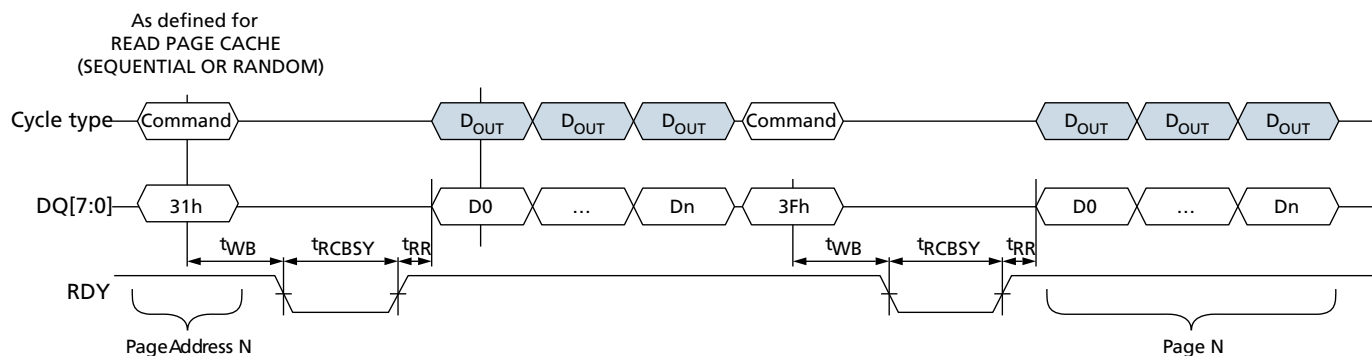 As defined for
READ PAGE CACHE
(SEQUENTIAL OR RANDOM)
Cycle type Command DOUT DOUT DOUT Command DOUT DOUT DOUT
DQ[7:0] 31h D0 … Dn 3Fh D0 … Dn
tWB tRCBSY tRR tWB tRCBSY tRR
RDY
Page Address N Page N